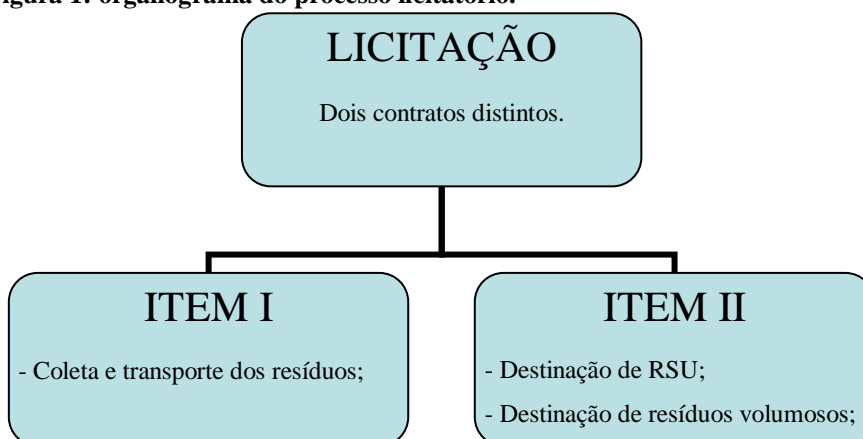 Figura 1: organograma do processo licitatório.
LICITAÇÃO
Dois contratos distintos.
ITEM I
- Coleta e transporte dos resíduos;
ITEM II
- Destinação de RSU;
- Destinação de resíduos volumosos;